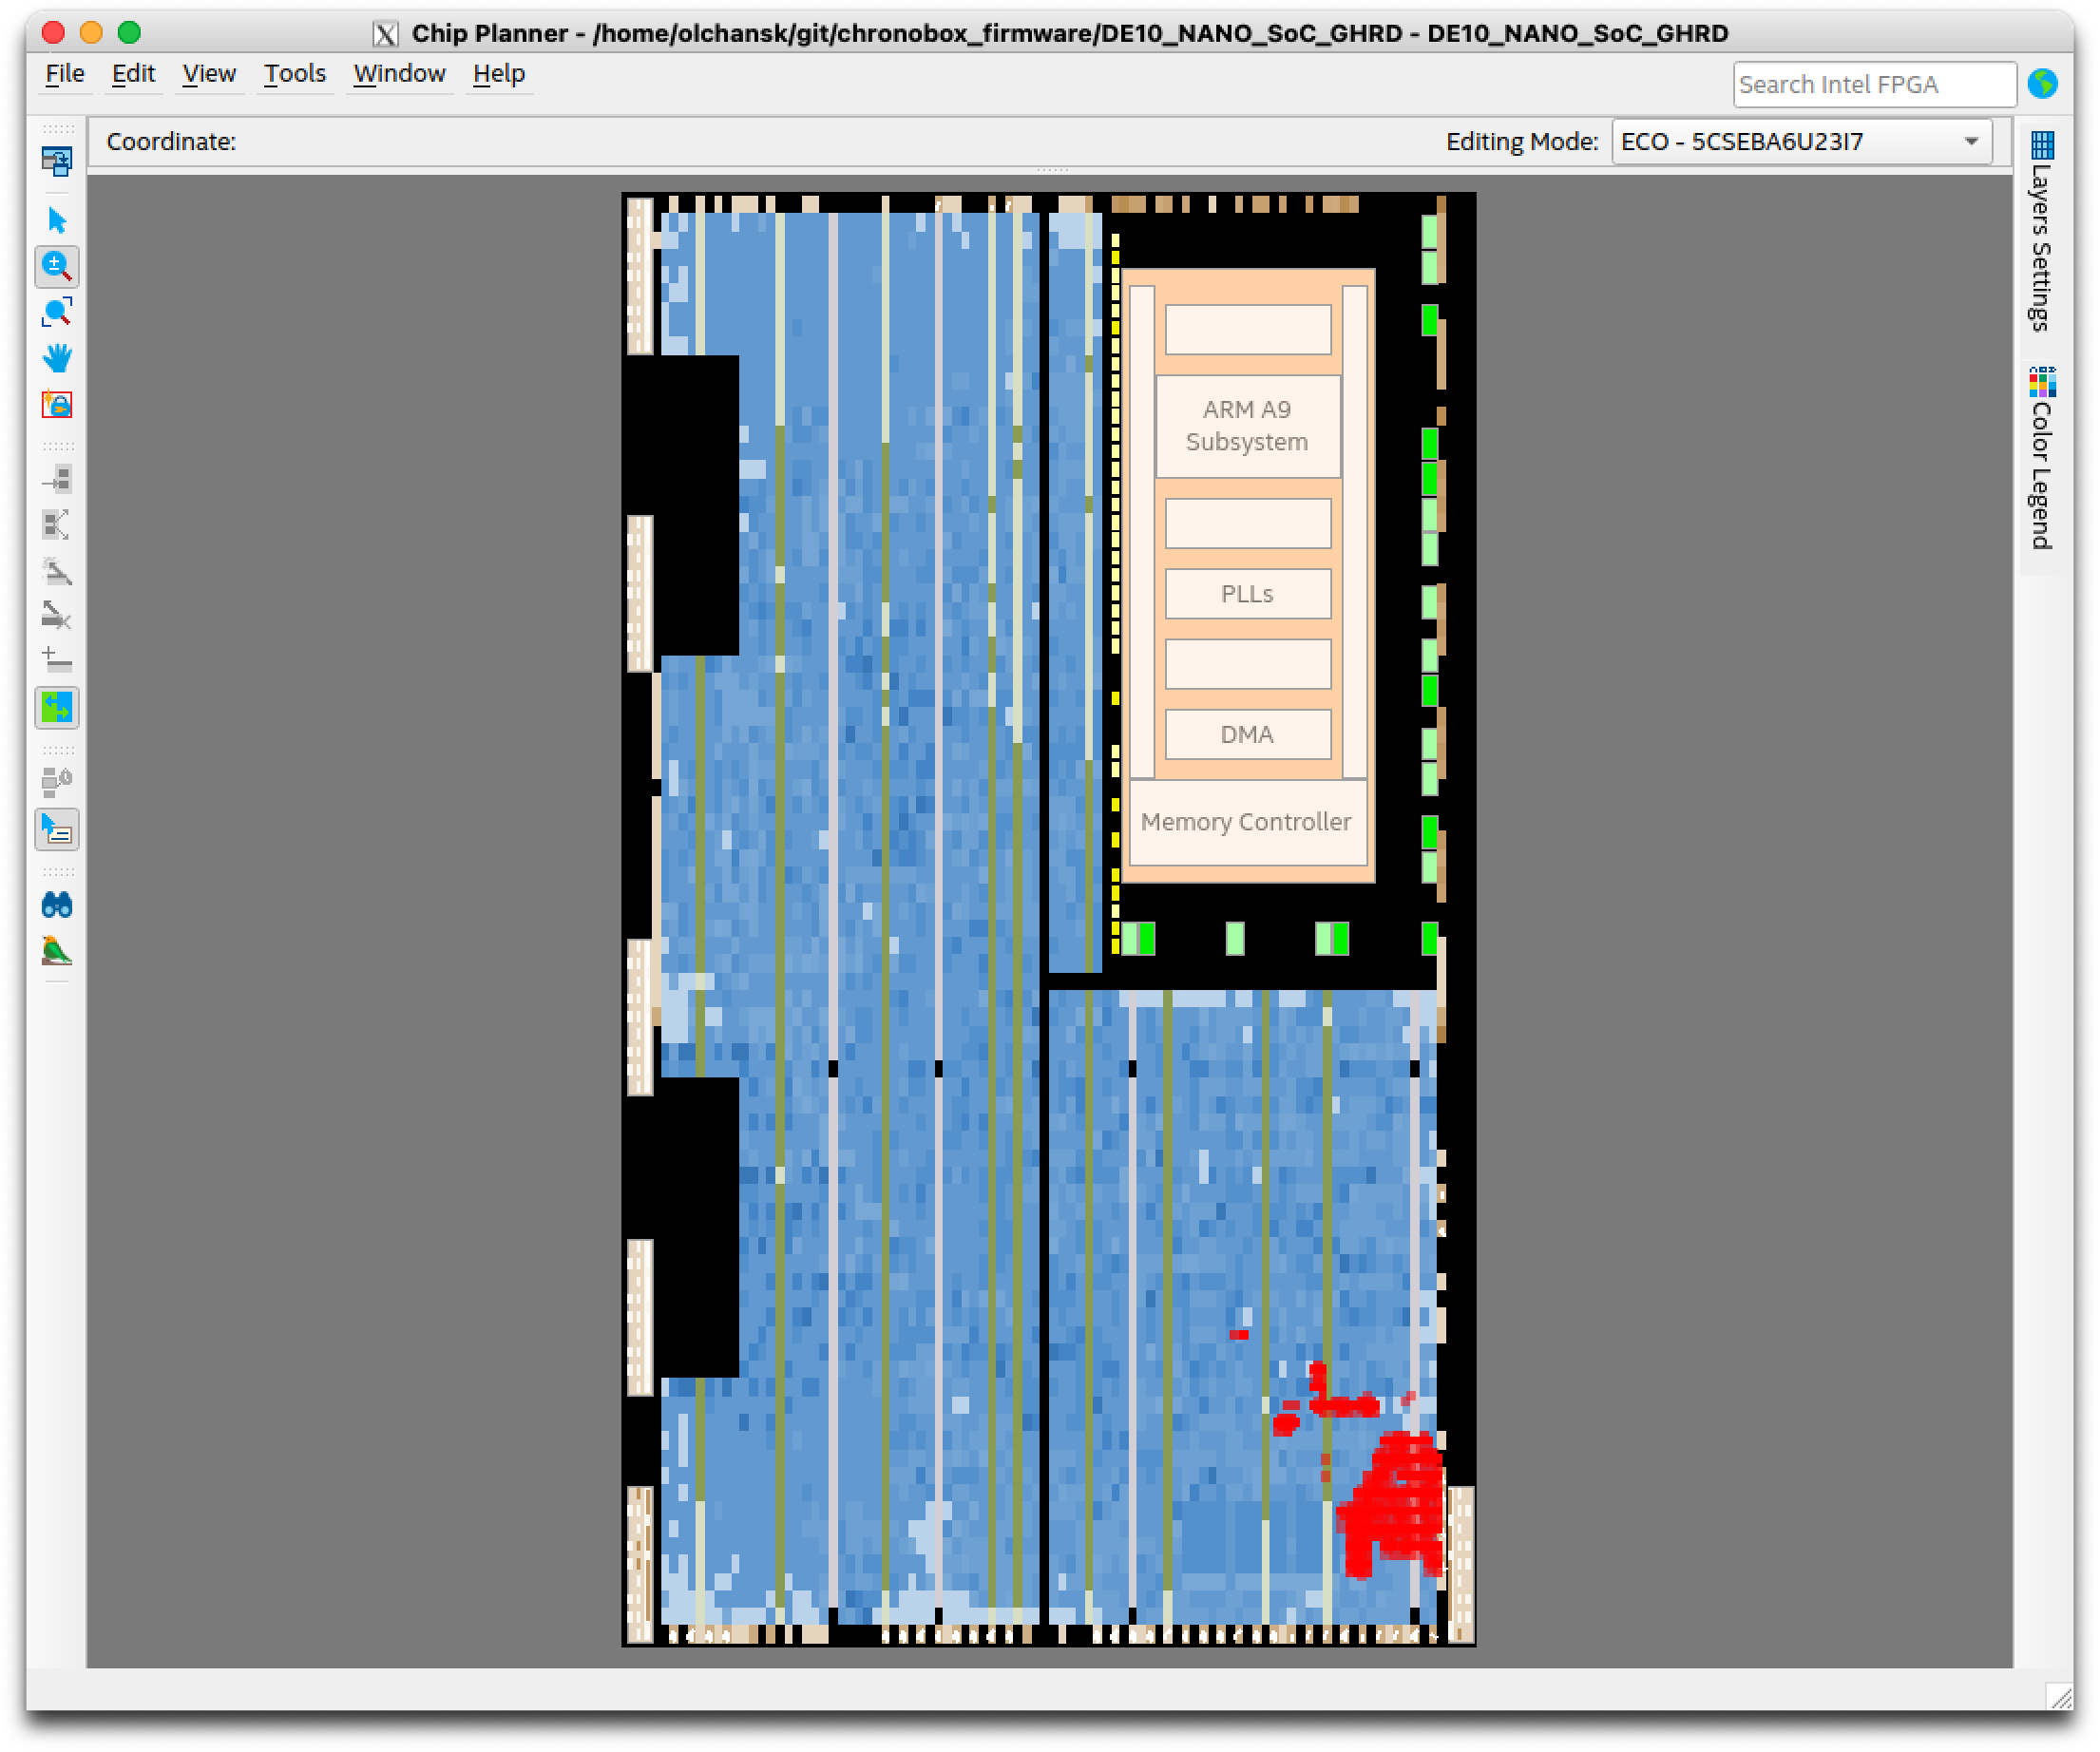 Chip Planner - /home/olchansk/git/chronobox_firmware/DE10_NANO_SoC_GHRD - DE10_NANO_SoC_GHRD
File Edit View Tools Window Help
Search Intel FPGA
Coordinate:
Editing Mode: ECO - 5CSEBA6U23I7
Layers Settings
Color Legend
ARM A9
Subsystem
PLLs
DMA
Memory Controller